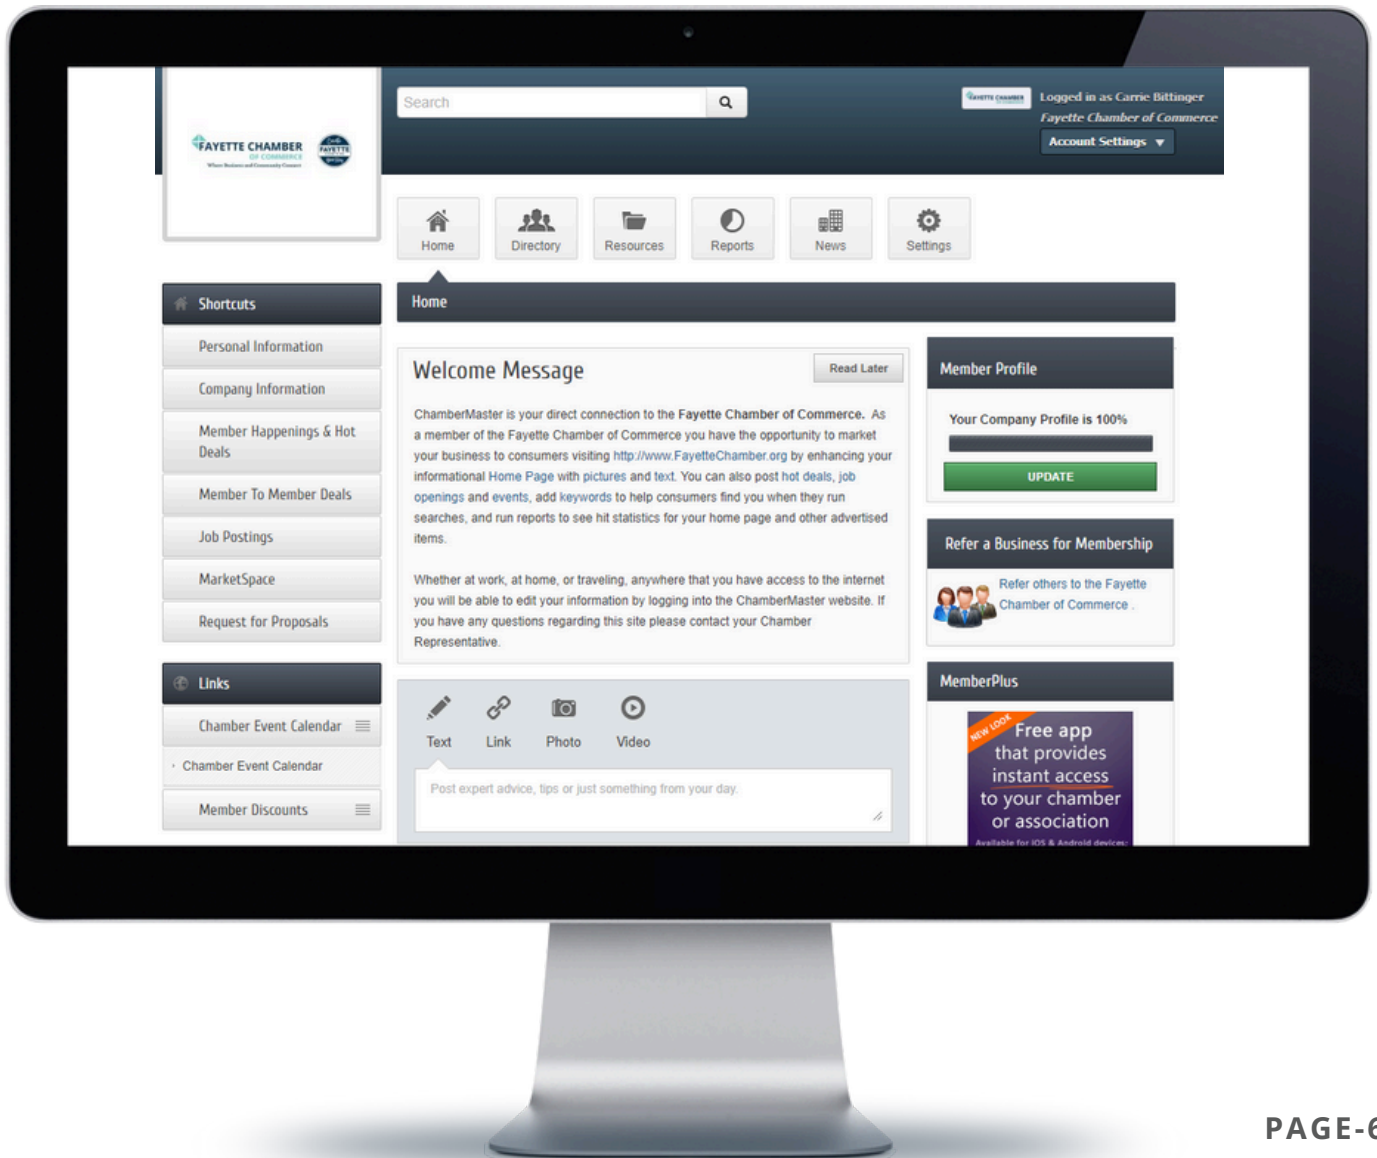 FAYETTE CHAMBER
OF COMMERCE
Where Business and Community Connect
FAYETTE
Search
FAYETTE CHAMBER
Logged in as Carrie Bittinger
Fayette Chamber of Commerce
Account Settings
Home
Directory
Resources
Reports
News
Settings
Shortcuts
Personal Information
Company Information
Member Happenings & Hot
Deals
Member To Member Deals
Job Postings
MarketSpace
Request for Proposals
Links
Chamber Event Calendar
Chamber Event Calendar
Member Discounts
Home
Welcome Message
Read Later
ChamberMaster is your direct connection to the Fayette Chamber of Commerce. As
a member of the Fayette Chamber of Commerce you have the opportunity to market
your business to consumers visiting http://www.FayetteChamber.org by enhancing your
informational Home Page with pictures and text. You can also post hot deals, job
openings and events, add keywords to help consumers find you when they run
searches, and run reports to see hit statistics for your home page and other advertised
items.
Whether at work, at home, or traveling, anywhere that you have access to the internet
you will be able to edit your information by logging into the ChamberMaster website. If
you have any questions regarding this site please contact your Chamber
Representative.
Text
Link
Photo
Video
Post expert advice, tips or just something from your day.
Member Profile
Your Company Profile is 100%
UPDATE
Refer a Business for Membership
Refer others to the Fayette
Chamber of Commerce .
MemberPlus
NEW LOOK
Free app
that provides
instant access
to your chamber
or association
Available for iOS & Android devices:
PAGE-6